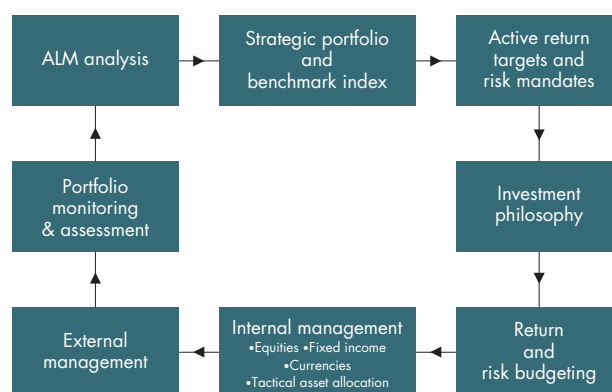 ALM analysis
Strategic portfolio
and
benchmark index
Active return
targets and
risk mandates
Investment
philosophy
Return
and
risk budgeting
Internal management
•Equities •Fixed income
•Currencies
•Tactical asset allocation
External
management
Portfolio
monitoring
& assessment